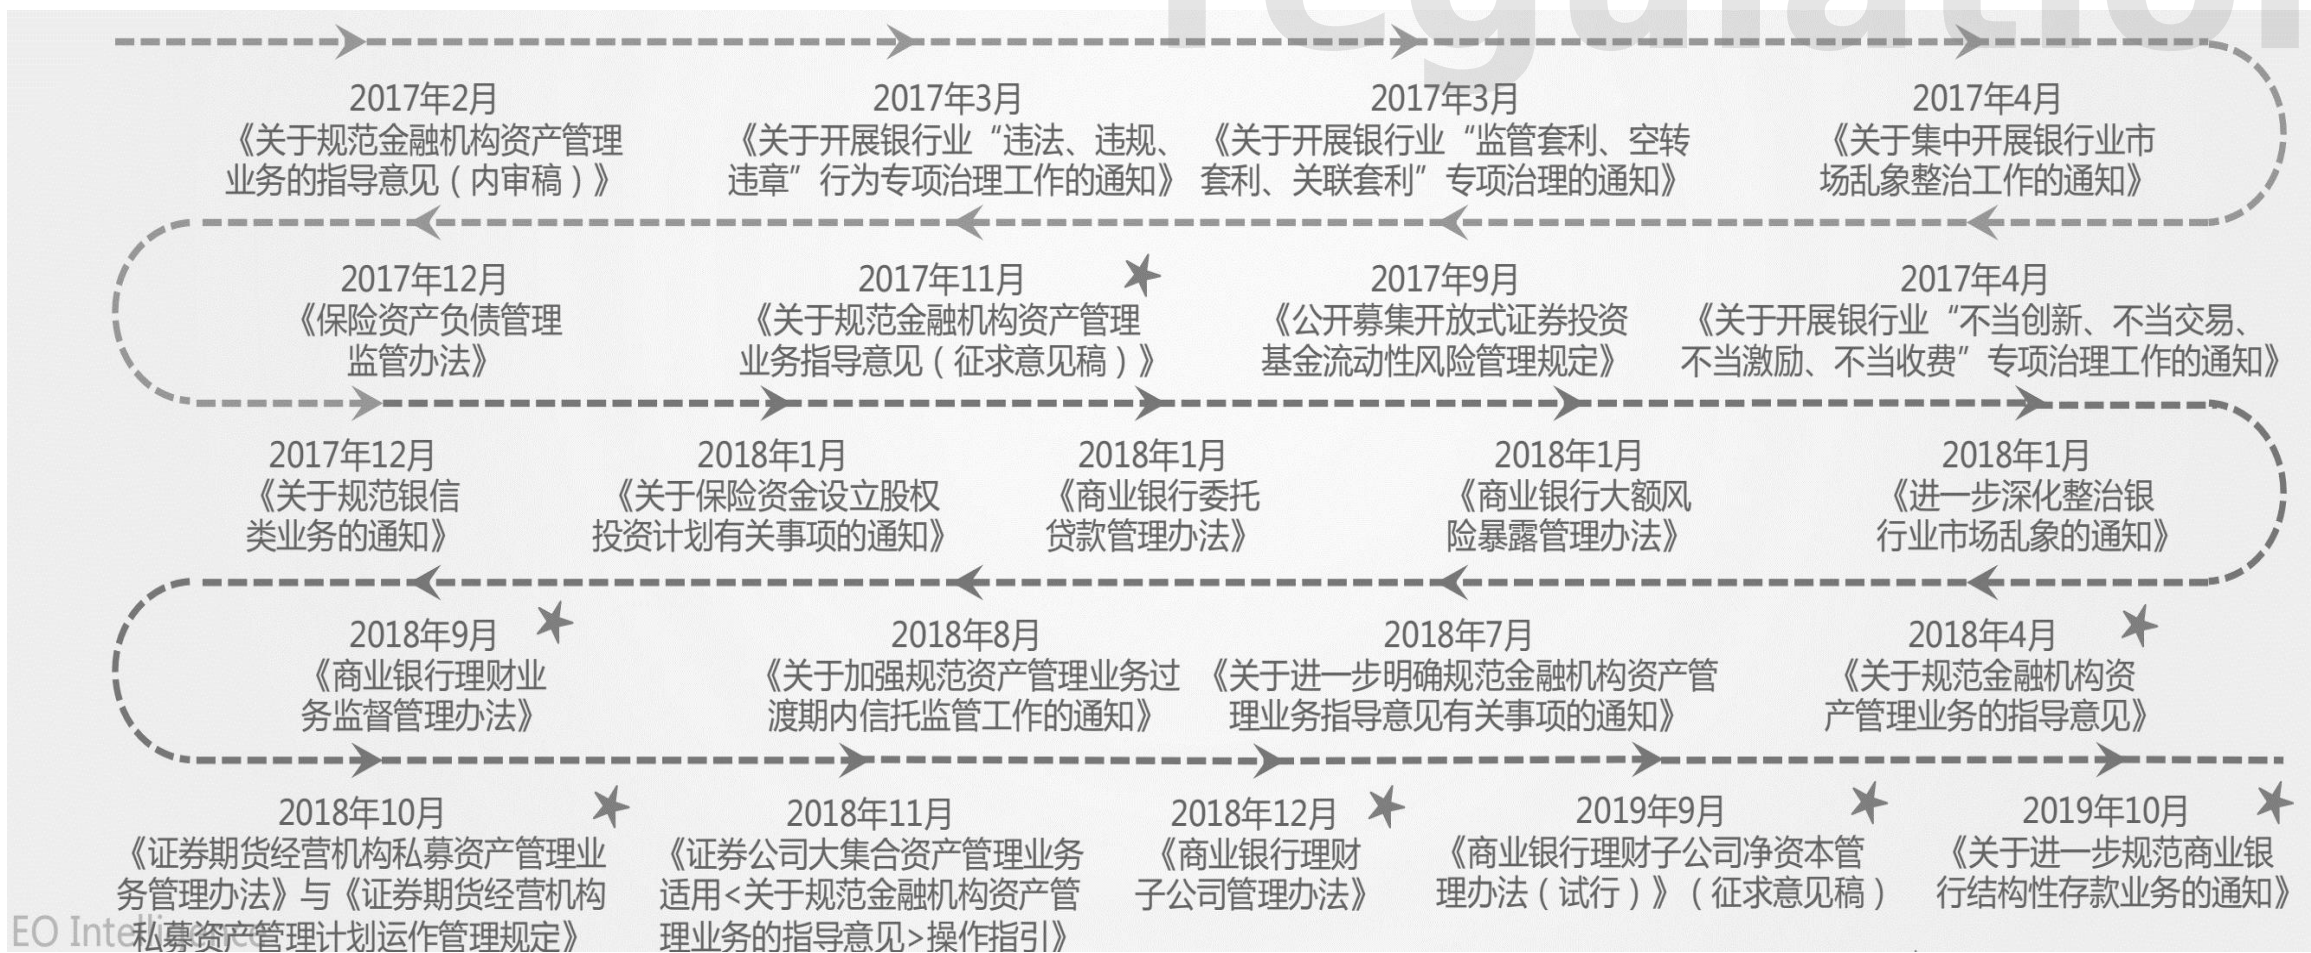 regulation
2017年2月
《关于规范金融机构资产管理
业务的指导意见（内审稿）》
2017年3月
《关于开展银行业“违法、违规、
违章”行为专项治理工作的通知》
2017年3月
《关于开展银行业“监管套利、空转
套利、关联套利”专项治理的通知》
2017年4月
《关于集中开展银行业市
场乱象整治工作的通知》
2017年4月
《关于开展银行业“不当创新、不当交易、
不当激励、不当收费”专项治理工作的通知》
2017年9月
《公开募集开放式证券投资
基金流动性风险管理规定》
2017年11月
《关于规范金融机构资产管理
业务指导意见（征求意见稿）》
2017年12月
《保险资产负债管理
监管办法》
2017年12月
《关于规范银信
类业务的通知》
2018年1月
《关于保险资金设立股权
投资计划有关事项的通知》
2018年1月
《商业银行委托
贷款管理办法》
2018年1月
《商业银行大额风
险暴露管理办法》
2018年1月
《进一步深化整治银
行业市场乱象的通知》
2018年4月
《关于规范金融机构资
产管理业务的指导意见》
2018年7月
《关于进一步明确规范金融机构资产管
理业务指导意见有关事项的通知》
2018年8月
《关于加强规范资产管理业务过
渡期内信托监管工作的通知》
2018年9月
《商业银行理财业
务监督管理办法》
2018年10月
《证券期货经营机构私募资产管理业
务管理办法》与《证券期货经营机构
私募资产管理计划运作管理规定》
2018年11月
《证券公司大集合资产管理业务
适用<关于规范金融机构资产管
理业务的指导意见>操作指引》
2018年12月
《商业银行理财
子公司管理办法》
2019年9月
《商业银行理财子公司净资本管
理办法（试行）》（征求意见稿）
2019年10月
《关于进一步规范商业银
行结构性存款业务的通知》
EO Intelligence